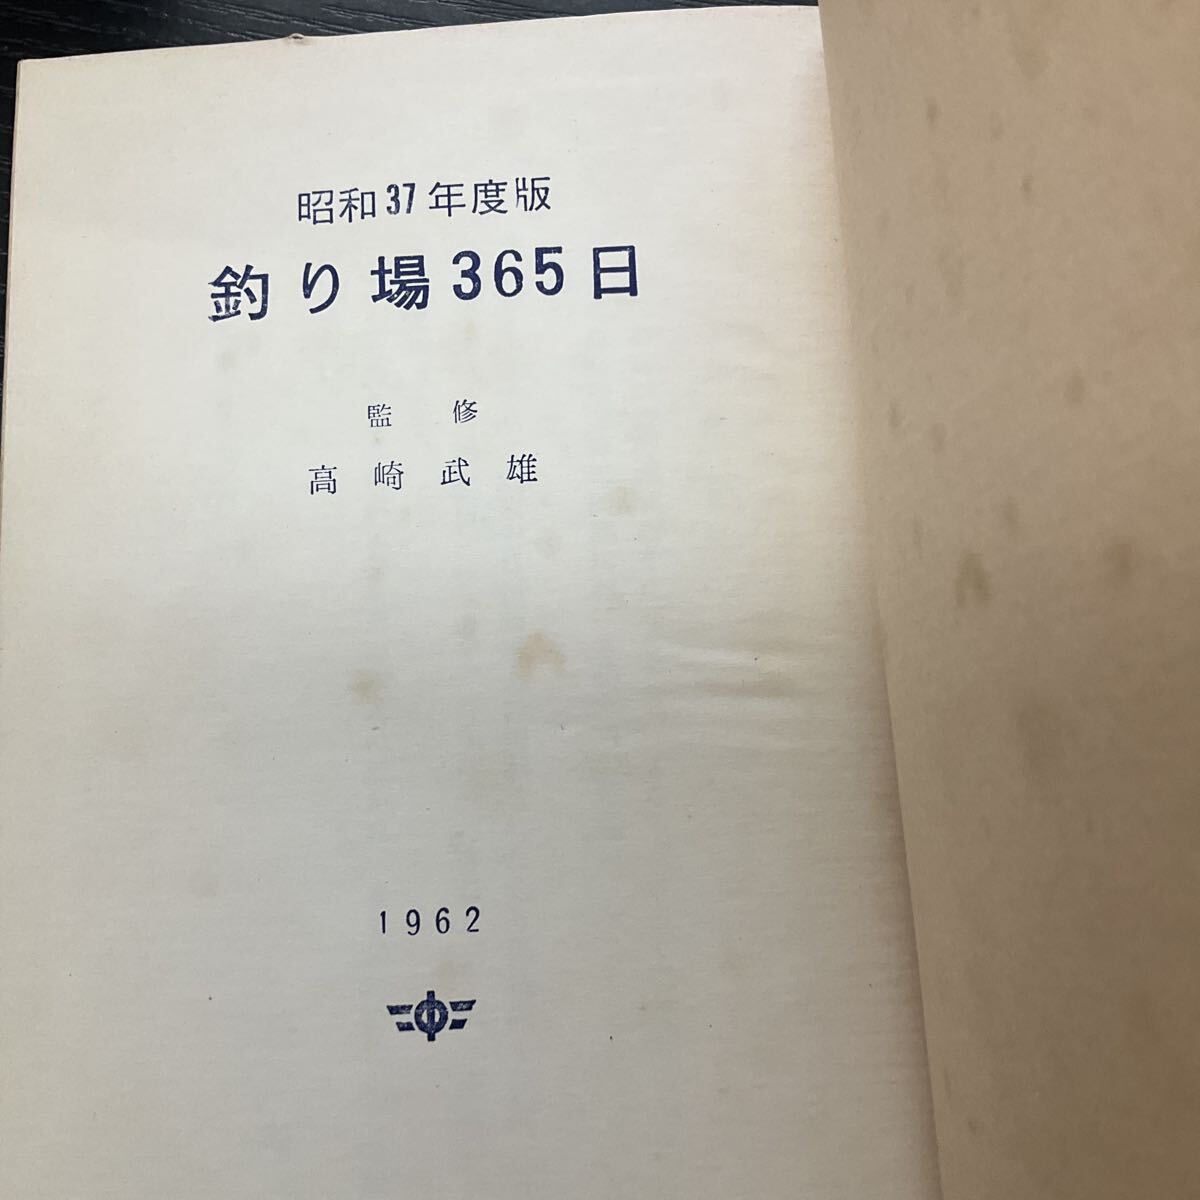 昭和37年度版
釣り場365日
監修
高崎武雄
1962